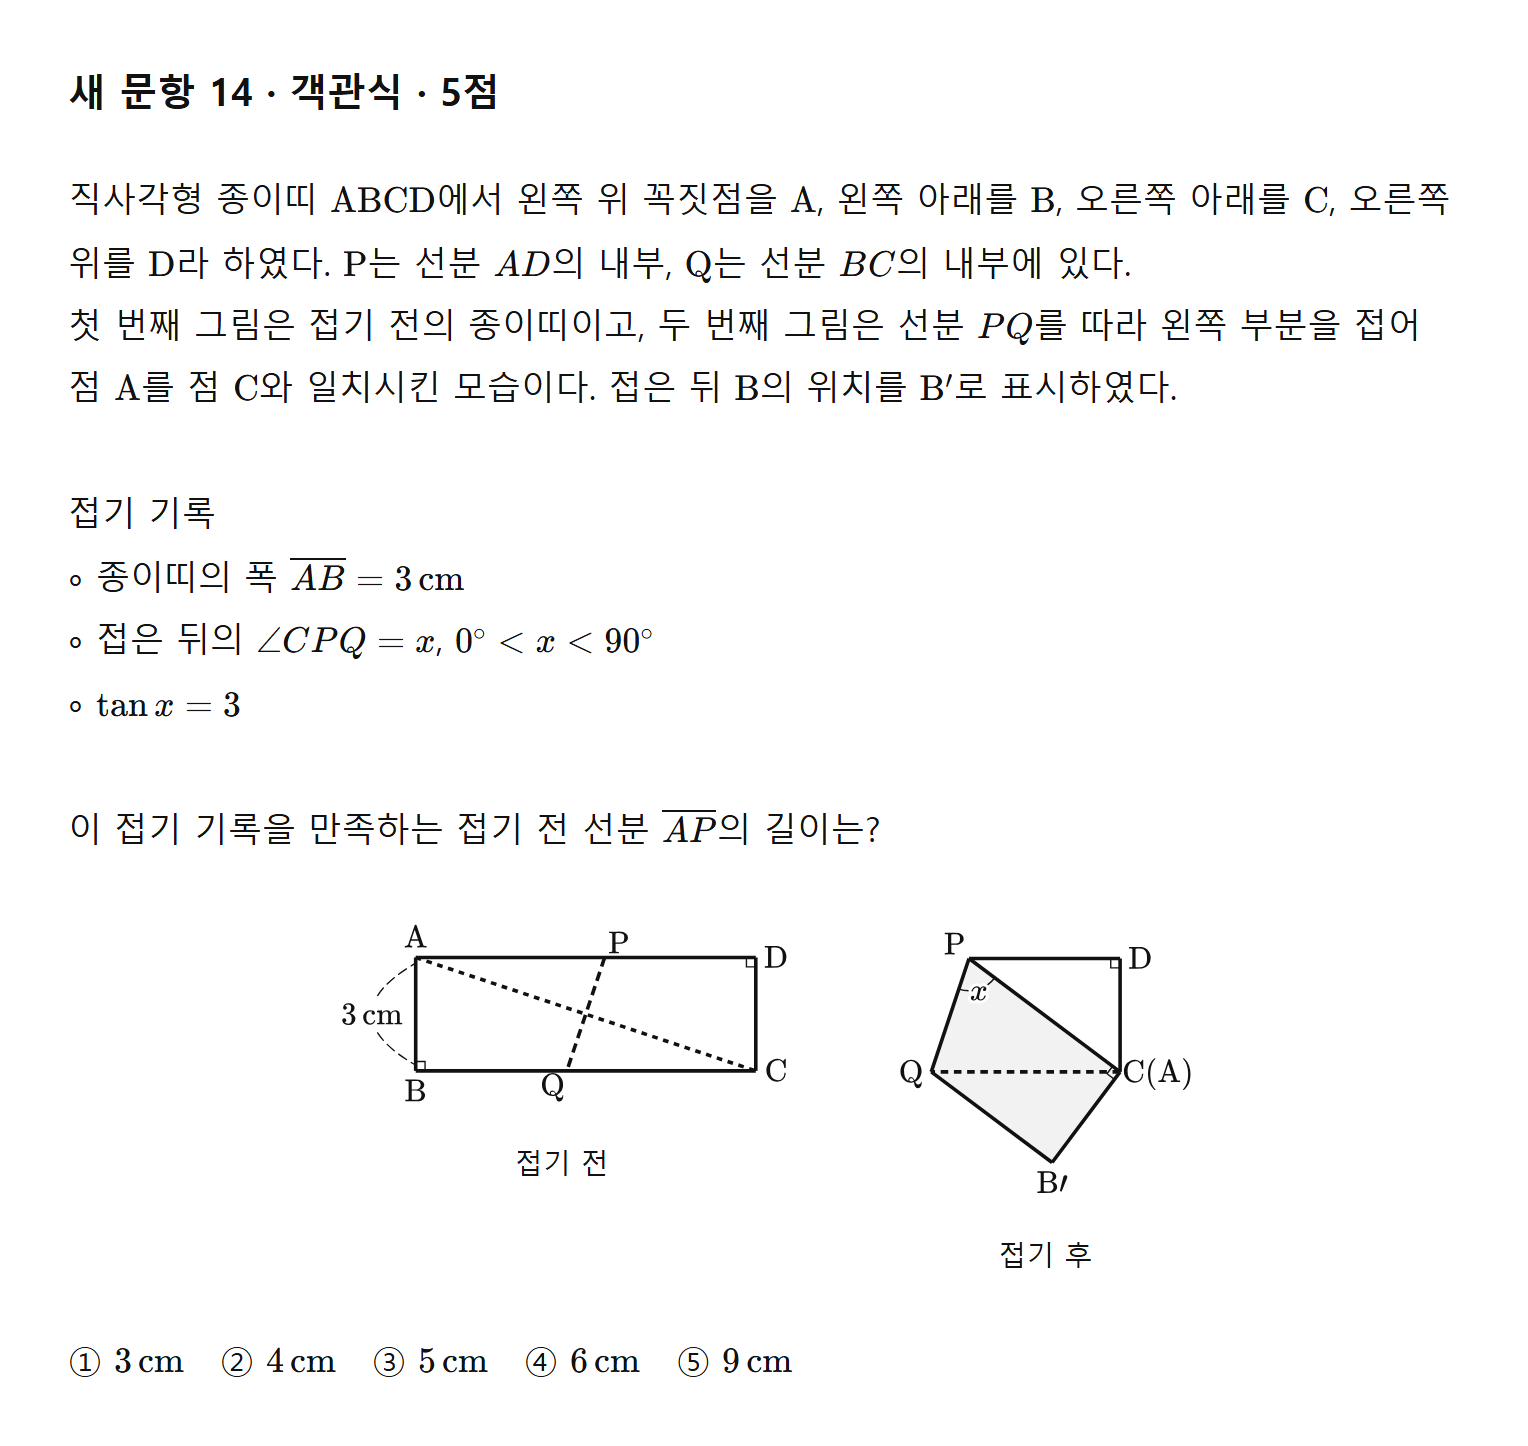 새 문항 14 · 객관식 · 5점
직사각형 종이띠 ABCD에서 왼쪽 위 꼭짓점을 A, 왼쪽 아래를 B, 오른쪽 아래를 C, 오른쪽
위를 D라 하였다. P는 선분 AD의 내부, Q는 선분 BC의 내부에 있다.
첫 번째 그림은 접기 전의 종이띠이고, 두 번째 그림은 선분 PQ를 따라 왼쪽 부분을 접어
점 A를 점 C와 일치시킨 모습이다. 접은 뒤 B의 위치를 B′로 표시하였다.
접기 기록
∘ 종이띠의 폭 \overline{AB} = 3 cm
∘ 접은 뒤의 ∠CPQ = x, 0° < x < 90°
∘ tan x = 3
이 접기 기록을 만족하는 접기 전 선분 \overline{AP}의 길이는?
A
P
D
3 cm
B
Q
C
접기 전
P
D
x
Q
C(A)
B′
접기 후
① 3 cm ② 4 cm ③ 5 cm ④ 6 cm ⑤ 9 cm